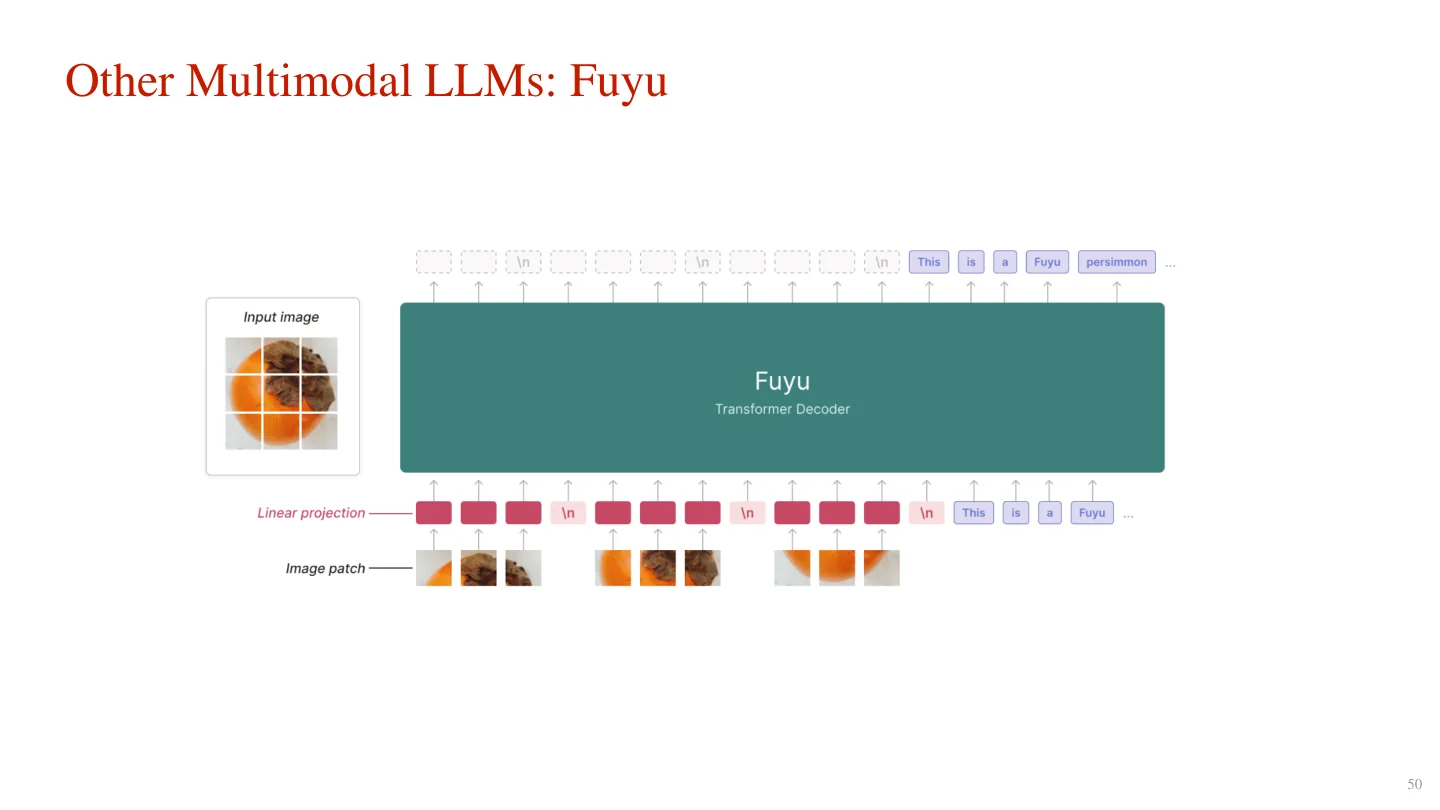 Other Multimodal LLMs: Fuyu
\n \n \n This is a Fuyu persimmon ...
Input image
Fuyu
Transformer Decoder
Linear projection \n \n \n This is a Fuyu ...
Image patch
50